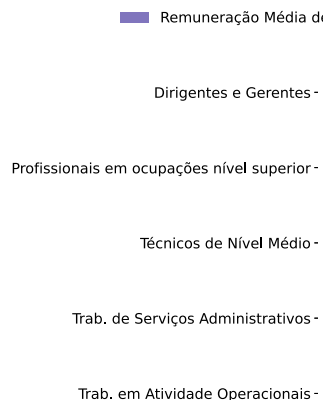 Remuneração Média de
Dirigentes e Gerentes
Profissionais em ocupações nível superior
Técnicos de Nível Médio
Trab. de Serviços Administrativos
Trab. em Atividade Operacionais